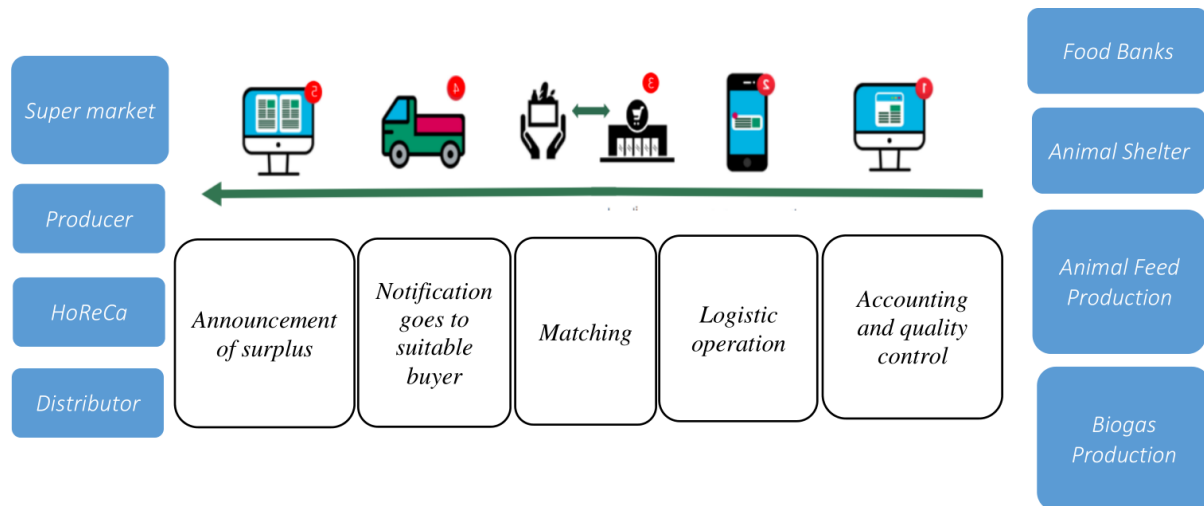 Super market
Producer
HoReCa
Distributor
5
4
3
2
1
Announcement
of surplus
Notification
goes to
suitable
buyer
Matching
Logistic
operation
Accounting
and quality
control
Food Banks
Animal Shelter
Animal Feed
Production
Biogas
Production